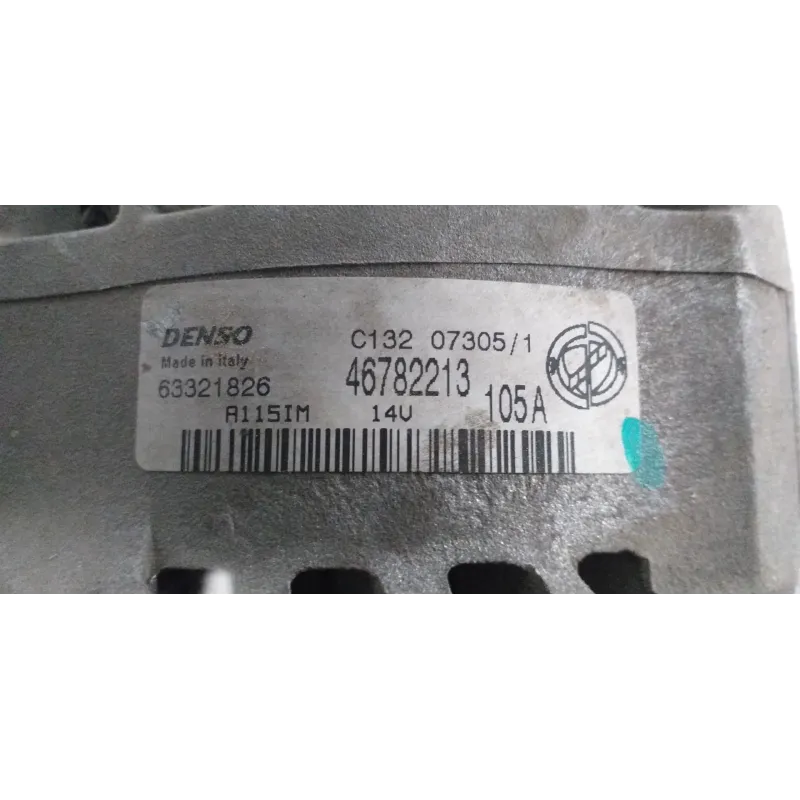 DENSO C132 07305/1
Made in Italy
63321826 46782213 105A
A115IM 14V